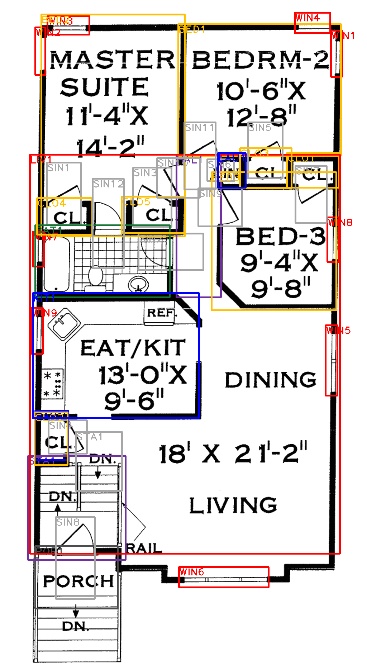 WIN3
WIN4
WIN2
BED1
WIN1
MASTER
SUITE
11'-4"X
14'-2"
BEDRM-2
10'-6"X
12'-8"
SIN11
SIN5
SIN1
SIN12
SIN3
CL
CL.
CL.
CL.
WIN8
BED-3
9'-4"X
9'-8"
WIN9
REF.
EAT/KIT
13'-0"X
9'-6"
WIN5
DINING
CL.
DN.
18' X 21'-2"
DN.
LIVING
SIN8
RAIL
PORCH
WIN6
DN.